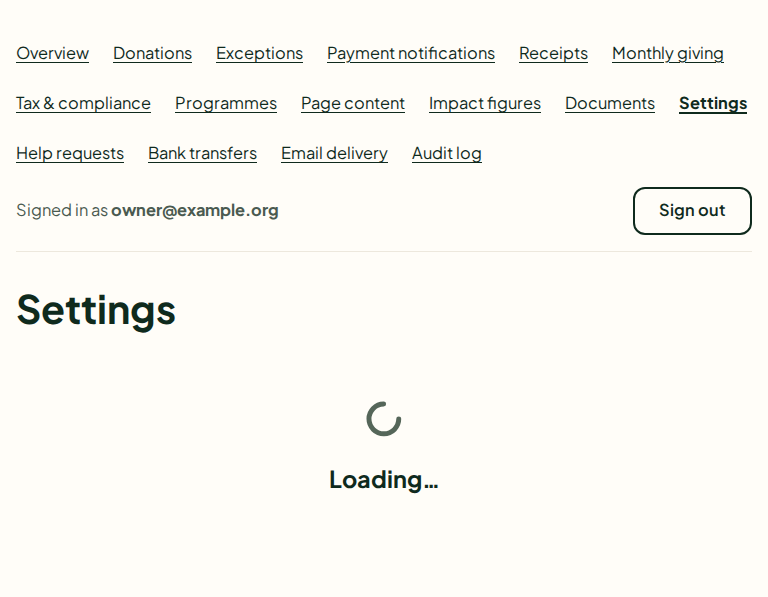 Overview Donations Exceptions Payment notifications Receipts Monthly giving
Tax & compliance Programmes Page content Impact figures Documents Settings
Help requests Bank transfers Email delivery Audit log
Signed in as owner@example.org Sign out
Settings
Loading…